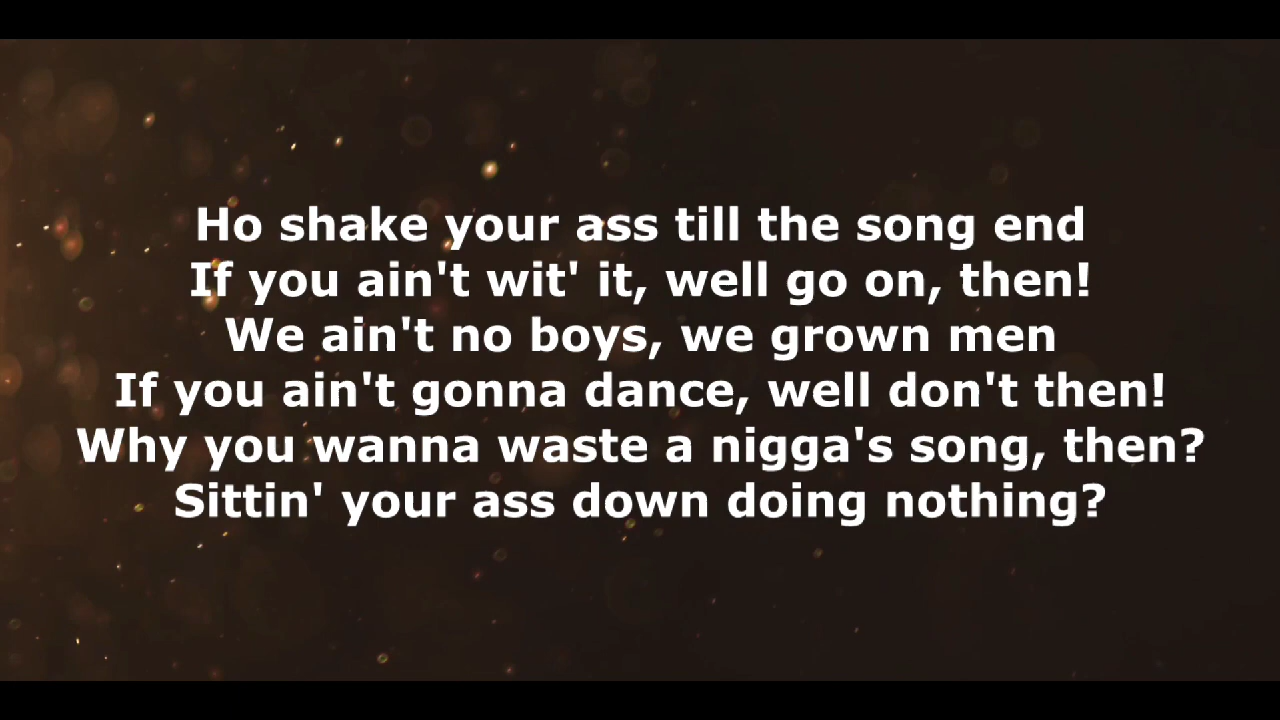 Ho shake your ass till the song end
If you ain't wit' it, well go on, then!
We ain't no boys, we grown men
If you ain't gonna dance, well don't then!
Why you wanna waste a nigga's song, then?
Sittin' your ass down doing nothing?